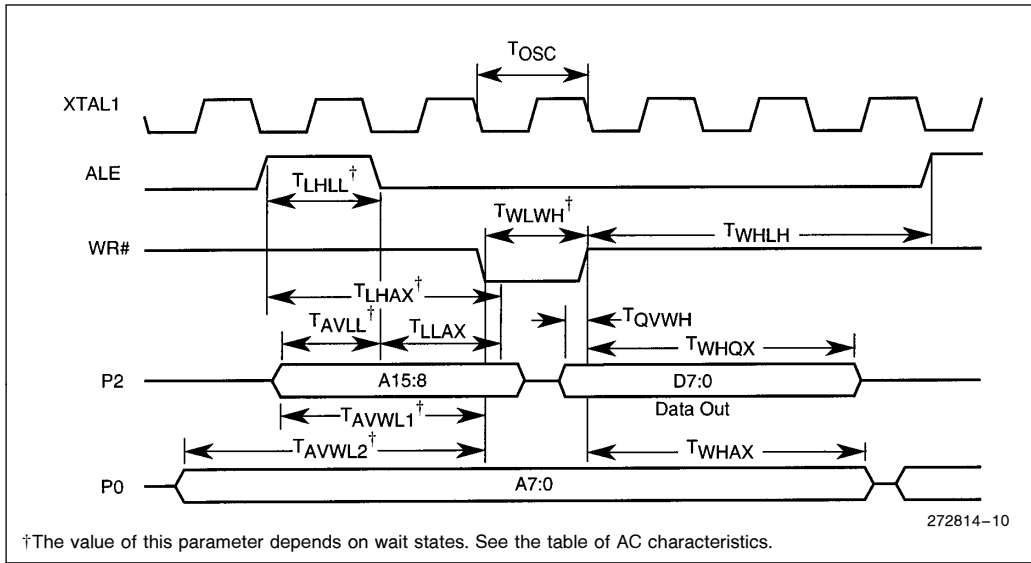 TOSC
XTAL1
ALE
TLHLL†
TWLWH†
TWHLH
WR#
TLHAX†
TAVLL†
TLLAX
TQVWH
TWHQX
P2
A15:8
D7:0
Data Out
TAVWL1†
TAVWL2†
TWHAX
P0
A7:0
272814–10
†The value of this parameter depends on wait states. See the table of AC characteristics.